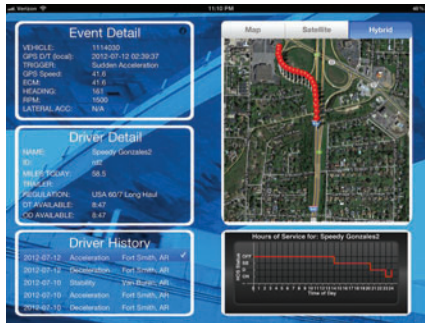 Verizon
11:10 PM
Event Detail
VEHICLE: 1114030
GPS D/T (local): 2012-07-12 02:39:37
TRIGGER: Sudden Acceleration
GPS Speed: 41.6
ECM: 41.6
HEADING: 161
RPM: 1500
LATERAL ACC: N/A
Driver Detail
NAME: Speedy Gonzales2
ID:
MILES TODAY: 58.5
TRAILER:
REGULATION: USA 60/7 Long Haul
DT AVAILABLE: 8:47
OD AVAILABLE: 8:47
Driver History
2012-07-12 Acceleration Fort Smith, AR
2012-07-12 Deceleration Fort Smith, AR
2012-07-10 Stability Van Buren, AR
2012-07-10 Acceleration Fort Smith, AR
2012-07-10 Deceleration Fort Smith, AR
Map Satellite Hybrid
Hours of Service for: Speedy Gonzales2
OFF
SB
D
ON
Time of Day